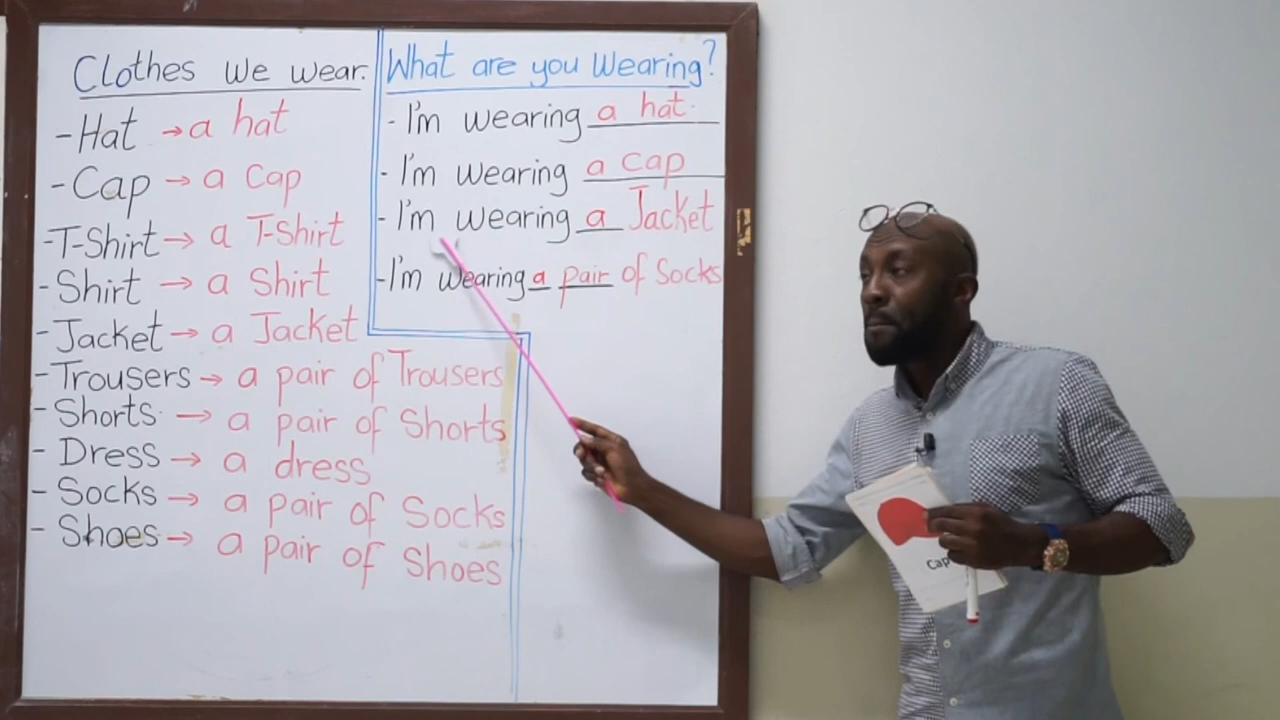 Clothes we wear.
-Hat → a hat
-Cap → a Cap
-T-Shirt → a T-Shirt
-Shirt → a Shirt
-Jacket → a Jacket
-Trousers → a pair of Trousers
-Shorts → a pair of Shorts
- Dress → a dress
- Socks → a pair of Socks
- Shoes → a pair of Shoes
What are you Wearing?
- I'm wearing a hat.
- I'm wearing a cap
- I'm wearing a Jacket
-I'm wearing a pair of Socks
Cap